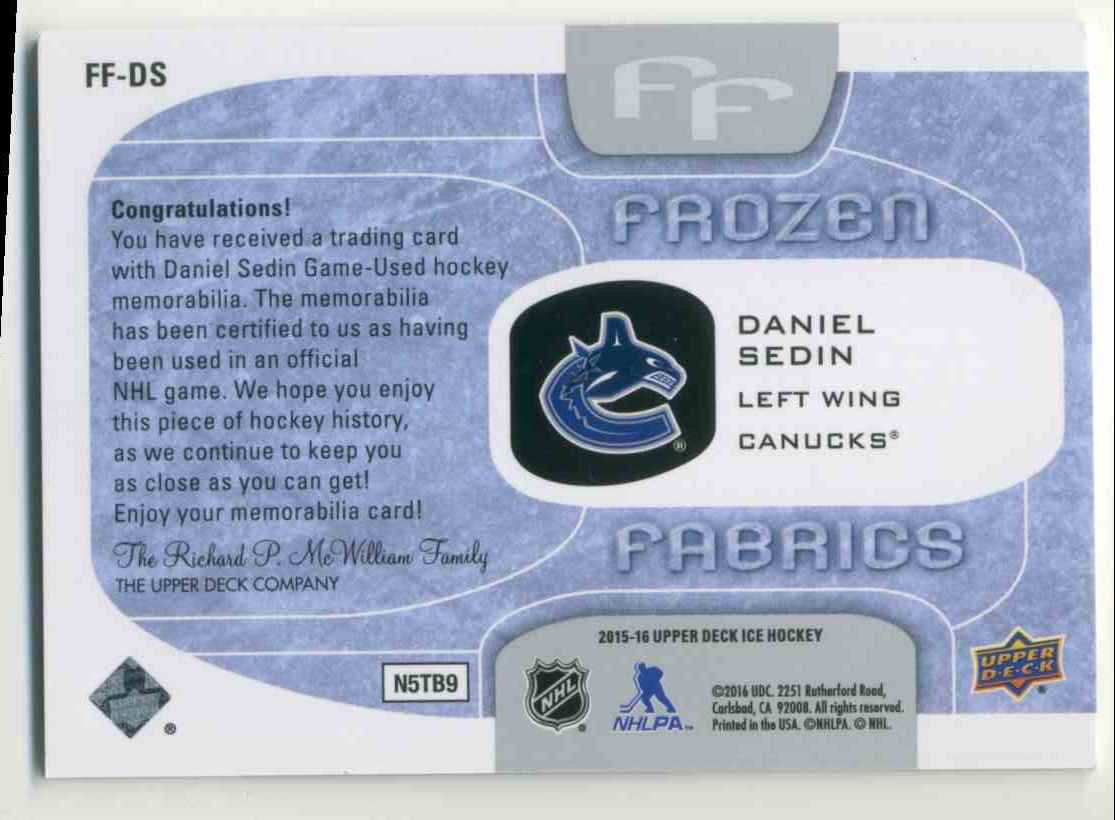 FF-DS
FF
Congratulations!
You have received a trading card
with Daniel Sedin Game-Used hockey
memorabilia. The memorabilia
has been certified to us as having
been used in an official
NHL game. We hope you enjoy
this piece of hockey history,
as we continue to keep you
as close as you can get!
Enjoy your memorabilia card!
The Richard P. McWilliam Family
THE UPPER DECK COMPANY
FROZEN
DANIEL
SEDIN
LEFT WING
CANUCKS®
FABRICS
2015-16 UPPER DECK ICE HOCKEY
N5TB9
®
®
NHL
®
NHLPA™
©2016 UDC. 2251 Rutherford Road,
Carlsbad, CA 92008. All rights reserved.
Printed in the USA. ©NHLPA. © NHL.
UPPER
D·E·C·K
®